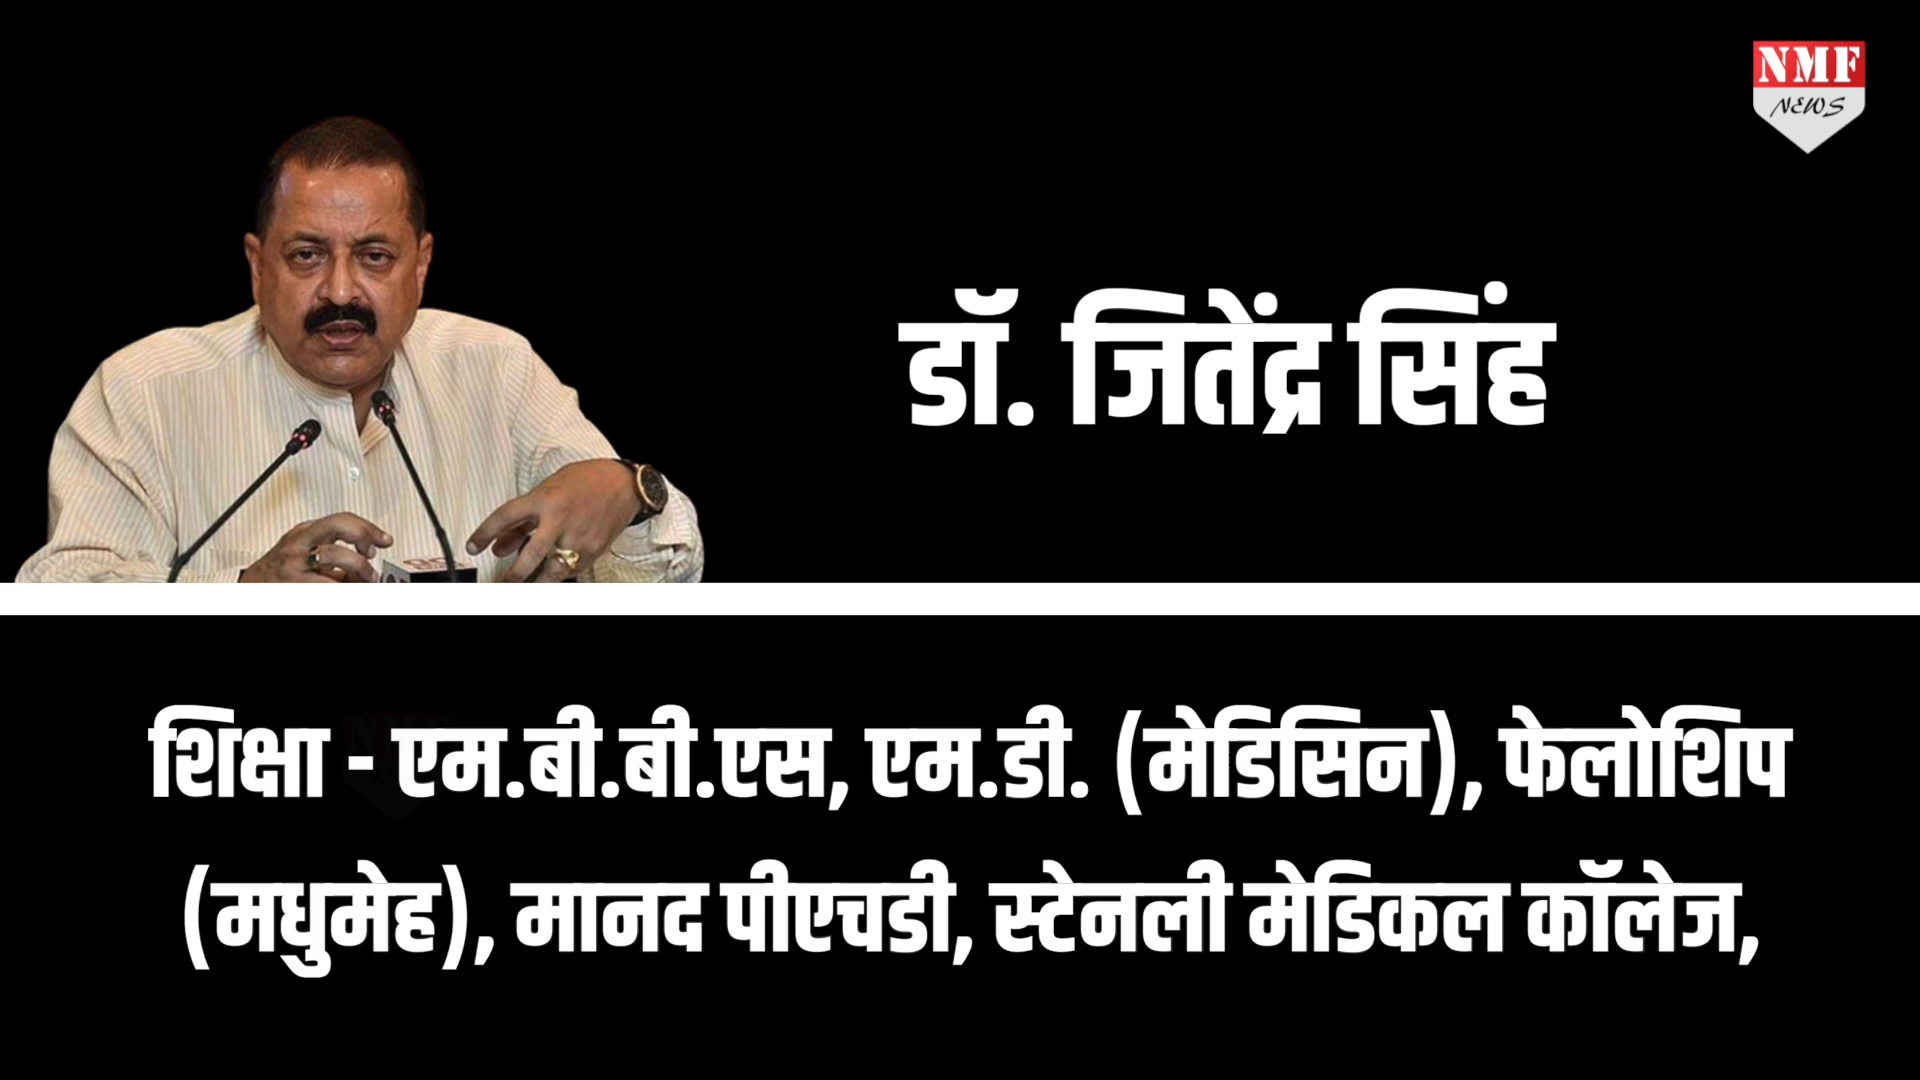 NMF
NEWS
डॉ. जितेंद्र सिंह
शिक्षा - एम.बी.बी.एस, एम.डी. (मेडिसिन), फेलोशिप
(मधुमेह), मानद पीएचडी, स्टेनली मेडिकल कॉलेज,